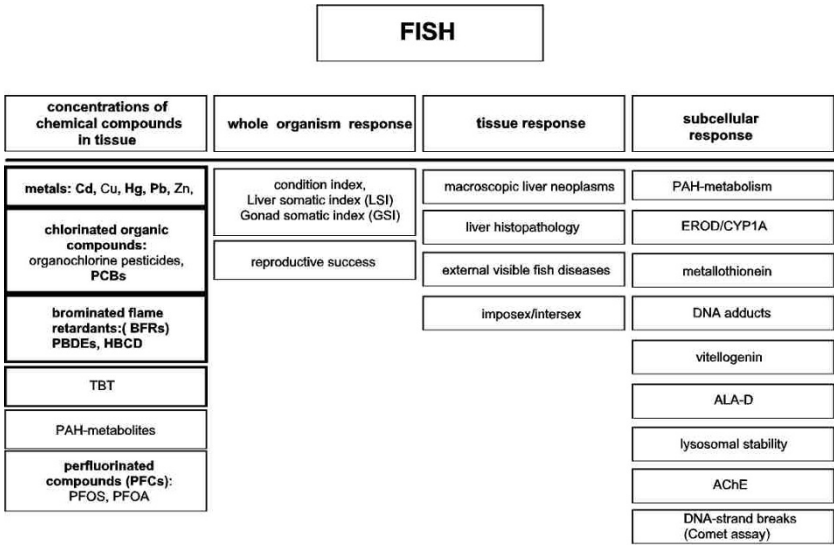 FISH
concentrations of
chemical compounds
in tissue
whole organism response
tissue response
subcellular
response
metals: Cd, Cu, Hg, Pb, Zn,
chlorinated organic
compounds:
organochlorine pesticides,
PCBs
brominated flame
retardants:( BFRs)
PBDEs, HBCD
TBT
PAH-metabolites
perfluorinated
compounds (PFCs):
PFOS, PFOA
condition index,
Liver somatic index (LSI)
Gonad somatic index (GSI)
reproductive success
macroscopic liver neoplasms
liver histopathology
external visible fish diseases
imposex/intersex
PAH-metabolism
EROD/CYP1A
metallothionein
DNA adducts
vitellogenin
ALA-D
lysosomal stability
AChE
DNA-strand breaks
(Comet assay)